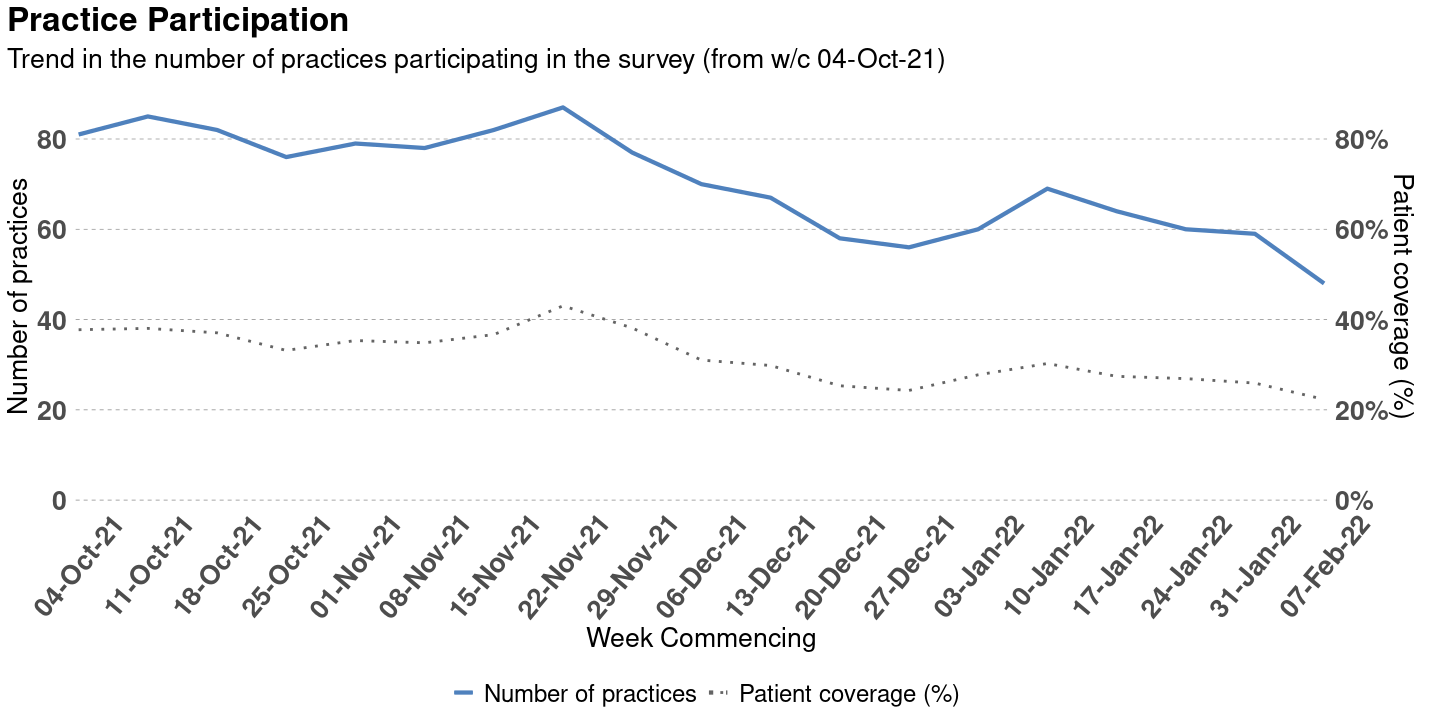 Practice Participation
Trend in the number of practices participating in the survey (from w/c 04-Oct-21)
Number of practices
80
60
40
20
0
80%
60%
40%
20%
0%
Patient coverage (%)
04-Oct-21
11-Oct-21
18-Oct-21
25-Oct-21
01-Nov-21
08-Nov-21
15-Nov-21
22-Nov-21
29-Nov-21
06-Dec-21
13-Dec-21
20-Dec-21
27-Dec-21
03-Jan-22
10-Jan-22
17-Jan-22
24-Jan-22
31-Jan-22
07-Feb-22
Week Commencing
Number of practices
Patient coverage (%)